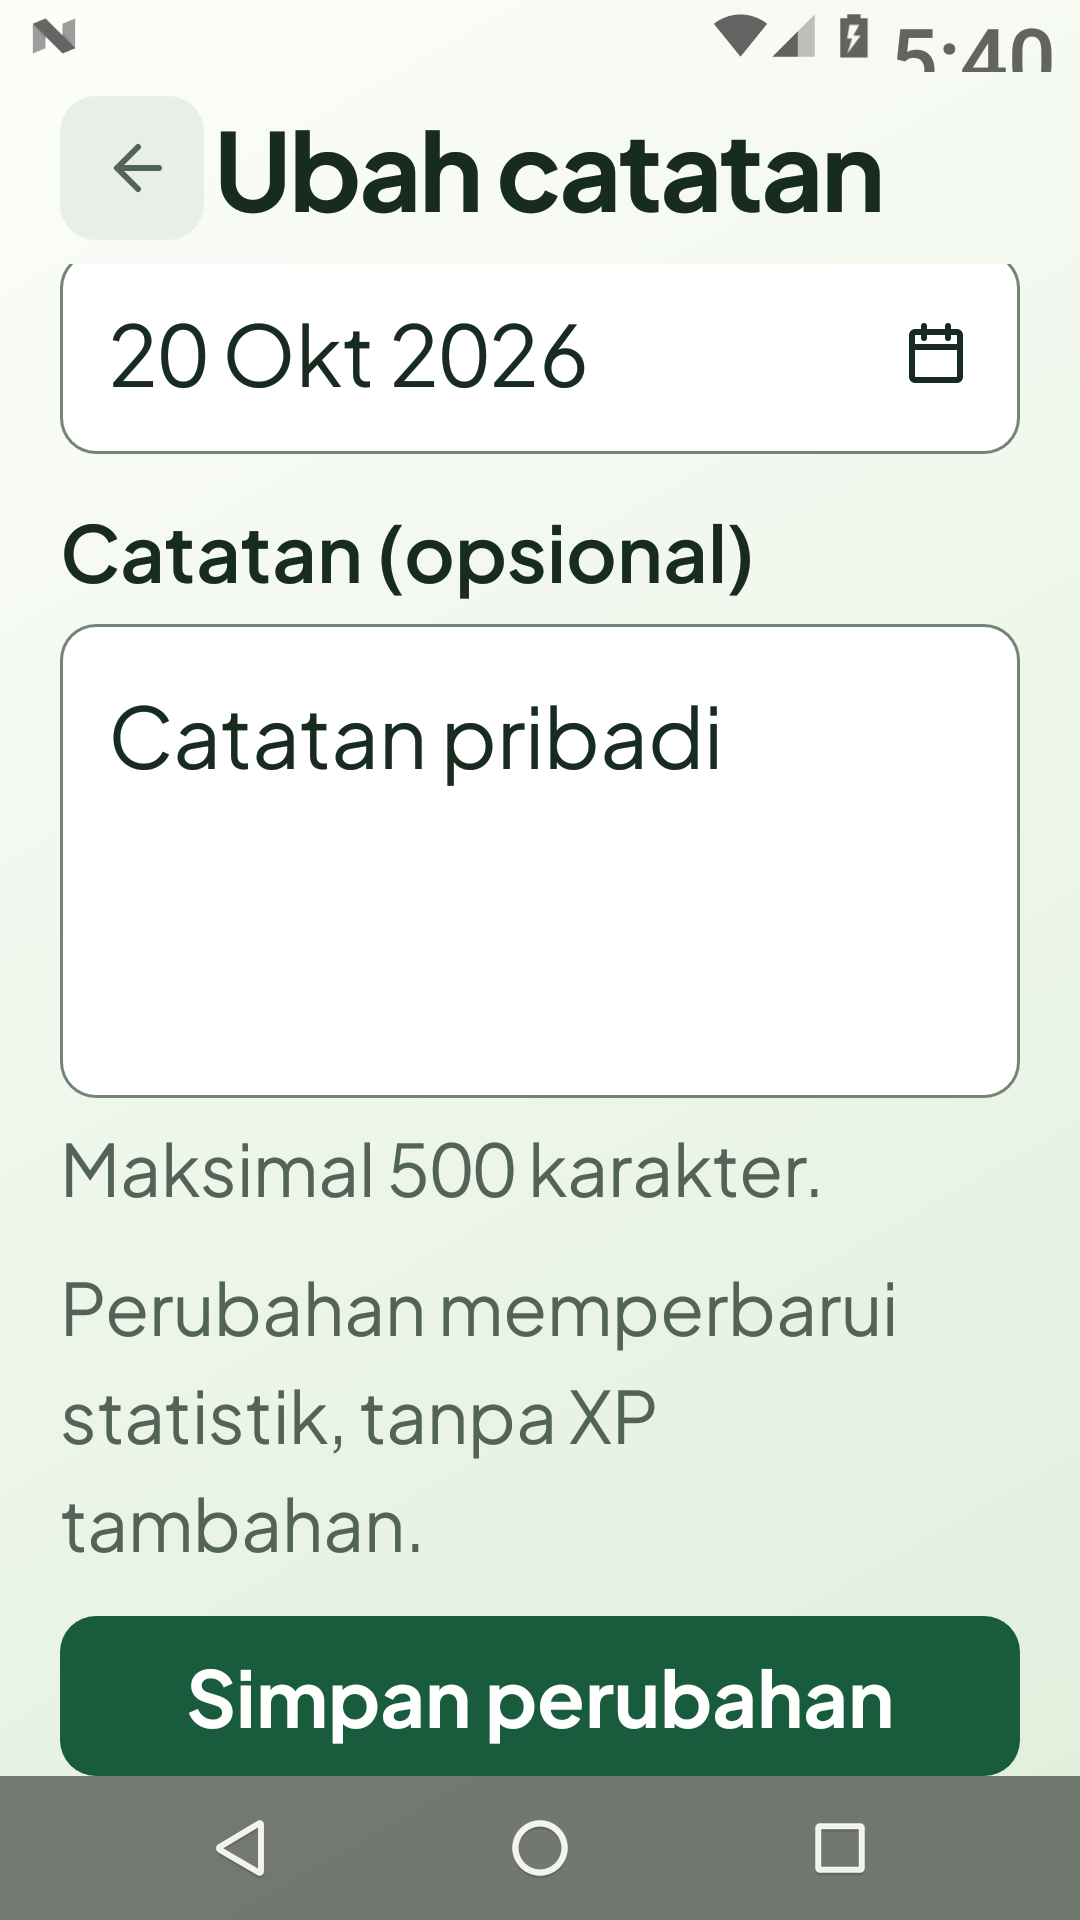 5:40
Ubah catatan
20 Okt 2026
Catatan (opsional)
Catatan pribadi
Maksimal 500 karakter.
Perubahan memperbarui
statistik, tanpa XP
tambahan.
Simpan perubahan